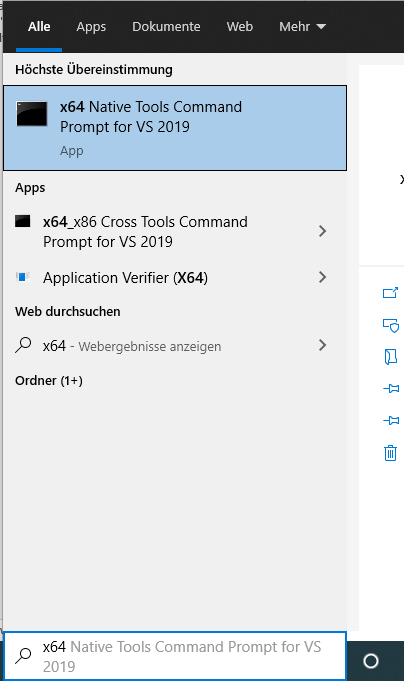 Alle Apps Dokumente Web Mehr
Höchste Übereinstimmung
x64 Native Tools Command
Prompt for VS 2019
App
Apps
x64_x86 Cross Tools Command
Prompt for VS 2019
Application Verifier (X64)
Web durchsuchen
x64 - Webergebnisse anzeigen
Ordner (1+)
x64 Native Tools Command Prompt for VS
2019